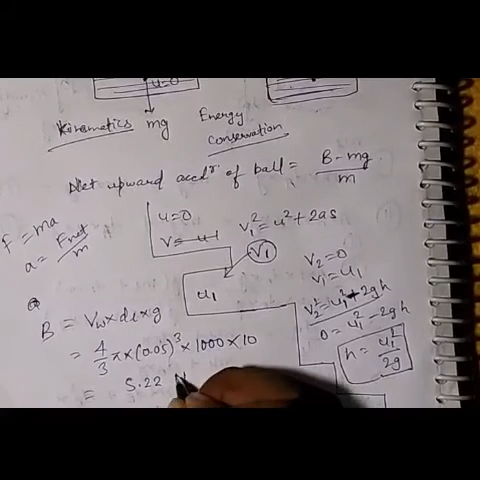 u=0
Kinematics mg Energy
conservation
Net upward accdⁿ of ball = B - mg / m
F = ma
a = Fnet / m
u=0
V₁² = u² + 2as
V₁
u₁
V₂ = 0
V₁ = u₁
V₂² = u₁² - 2gh
0 = u₁² - 2gh
h = u₁² / 2g
B = Vw × dl × g
= 4/3 π × (0.05)³ × 1000 × 10
= 5.22